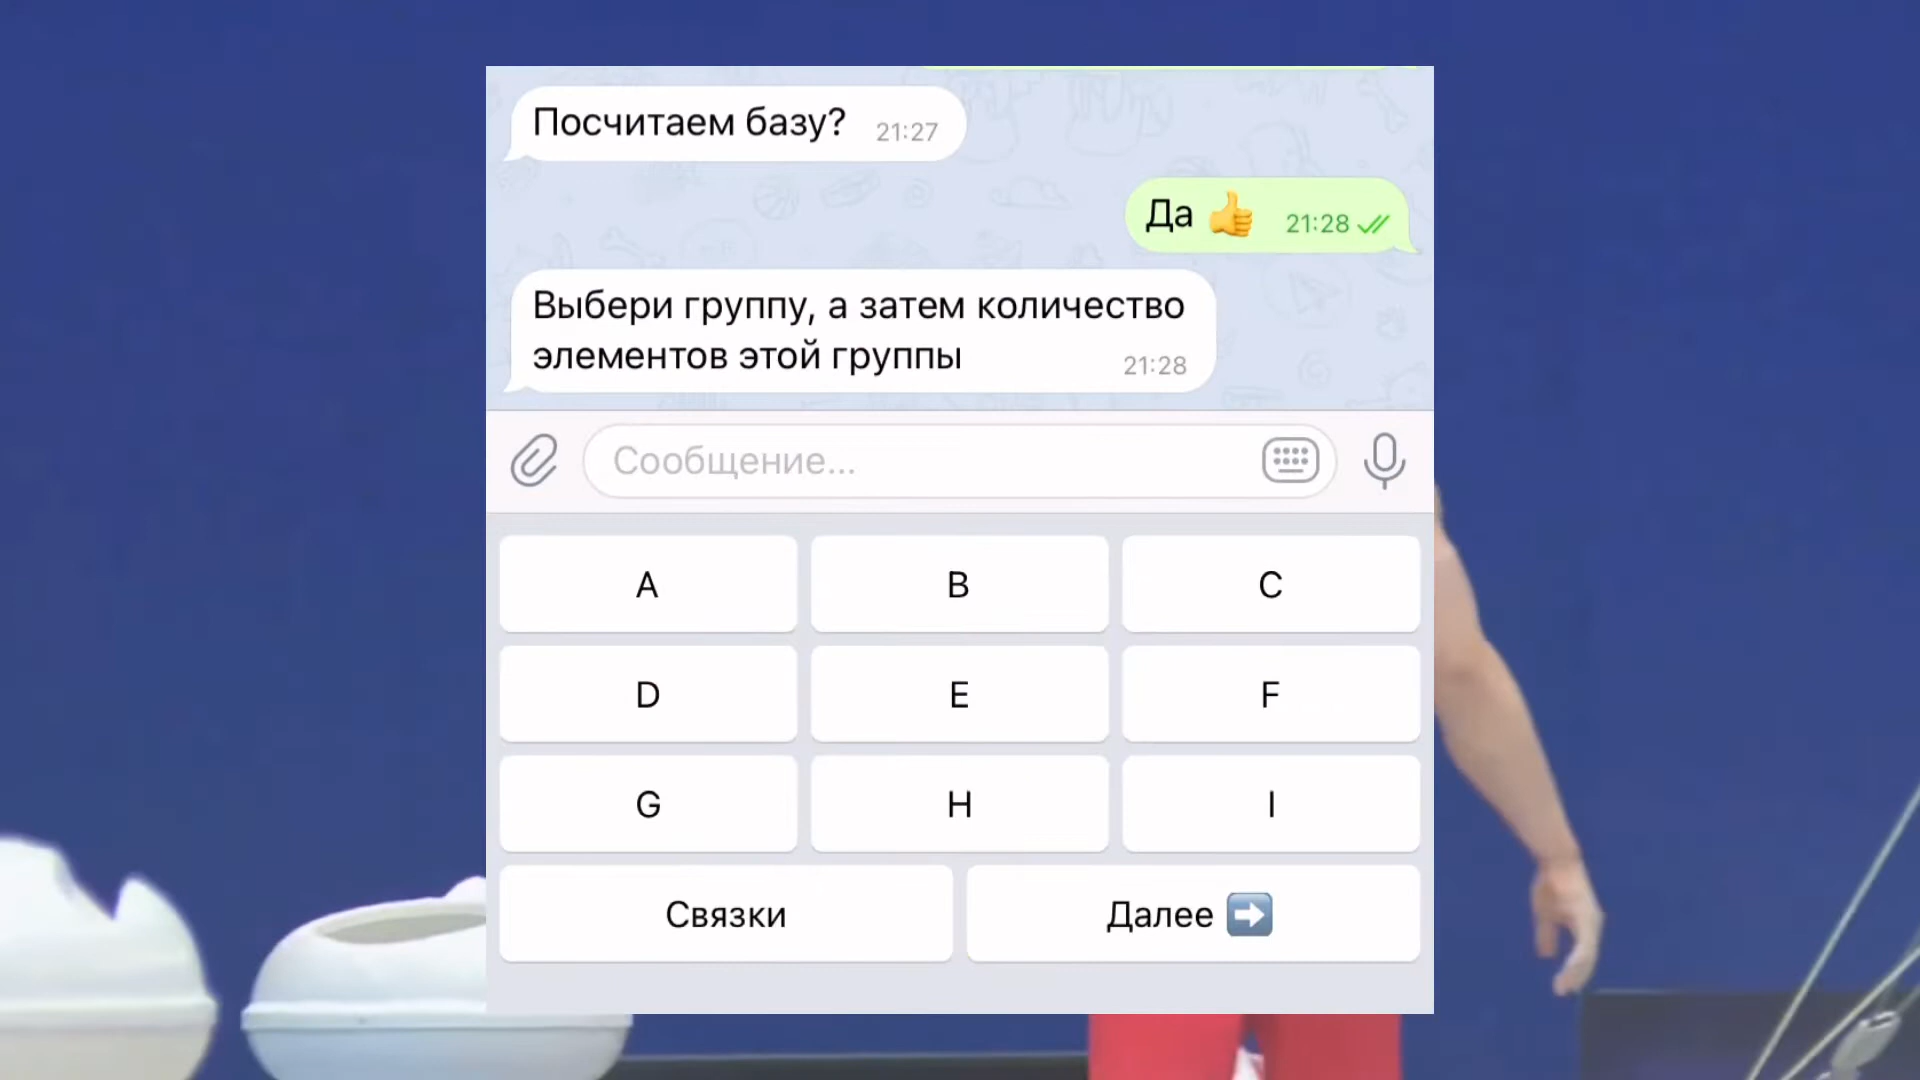 Посчитаем базу? 21:27
Да 👍 21:28
Выбери группу, а затем количество
элементов этой группы 21:28
Сообщение...
A B C
D E F
G H I
Связки Далее ➡️